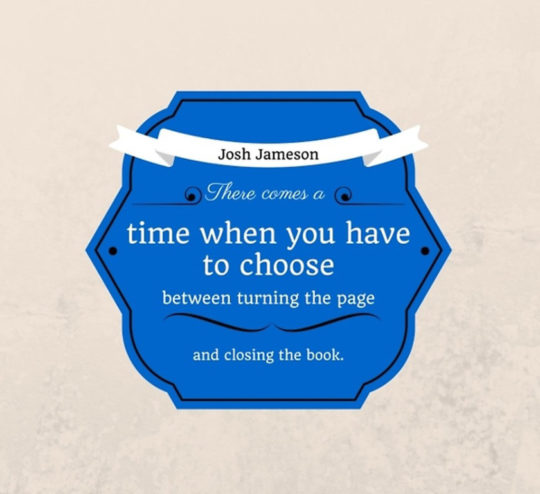 Josh Jameson
There comes a
time when you have
to choose
between turning the page
and closing the book.